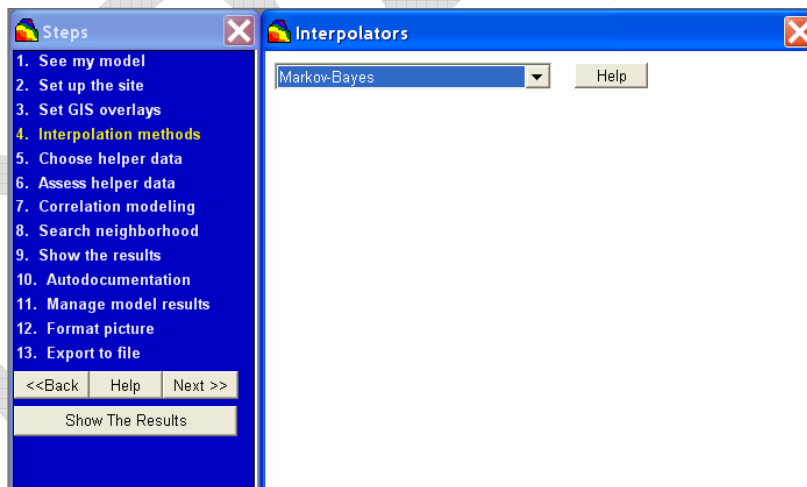 Steps
1. See my model
2. Set up the site
3. Set GIS overlays
4. Interpolation methods
5. Choose helper data
6. Assess helper data
7. Correlation modeling
8. Search neighborhood
9. Show the results
10. Autodocumentation
11. Manage model results
12. Format picture
13. Export to file
<<Back Help Next >>
Show The Results
Interpolators
Markov-Bayes Help